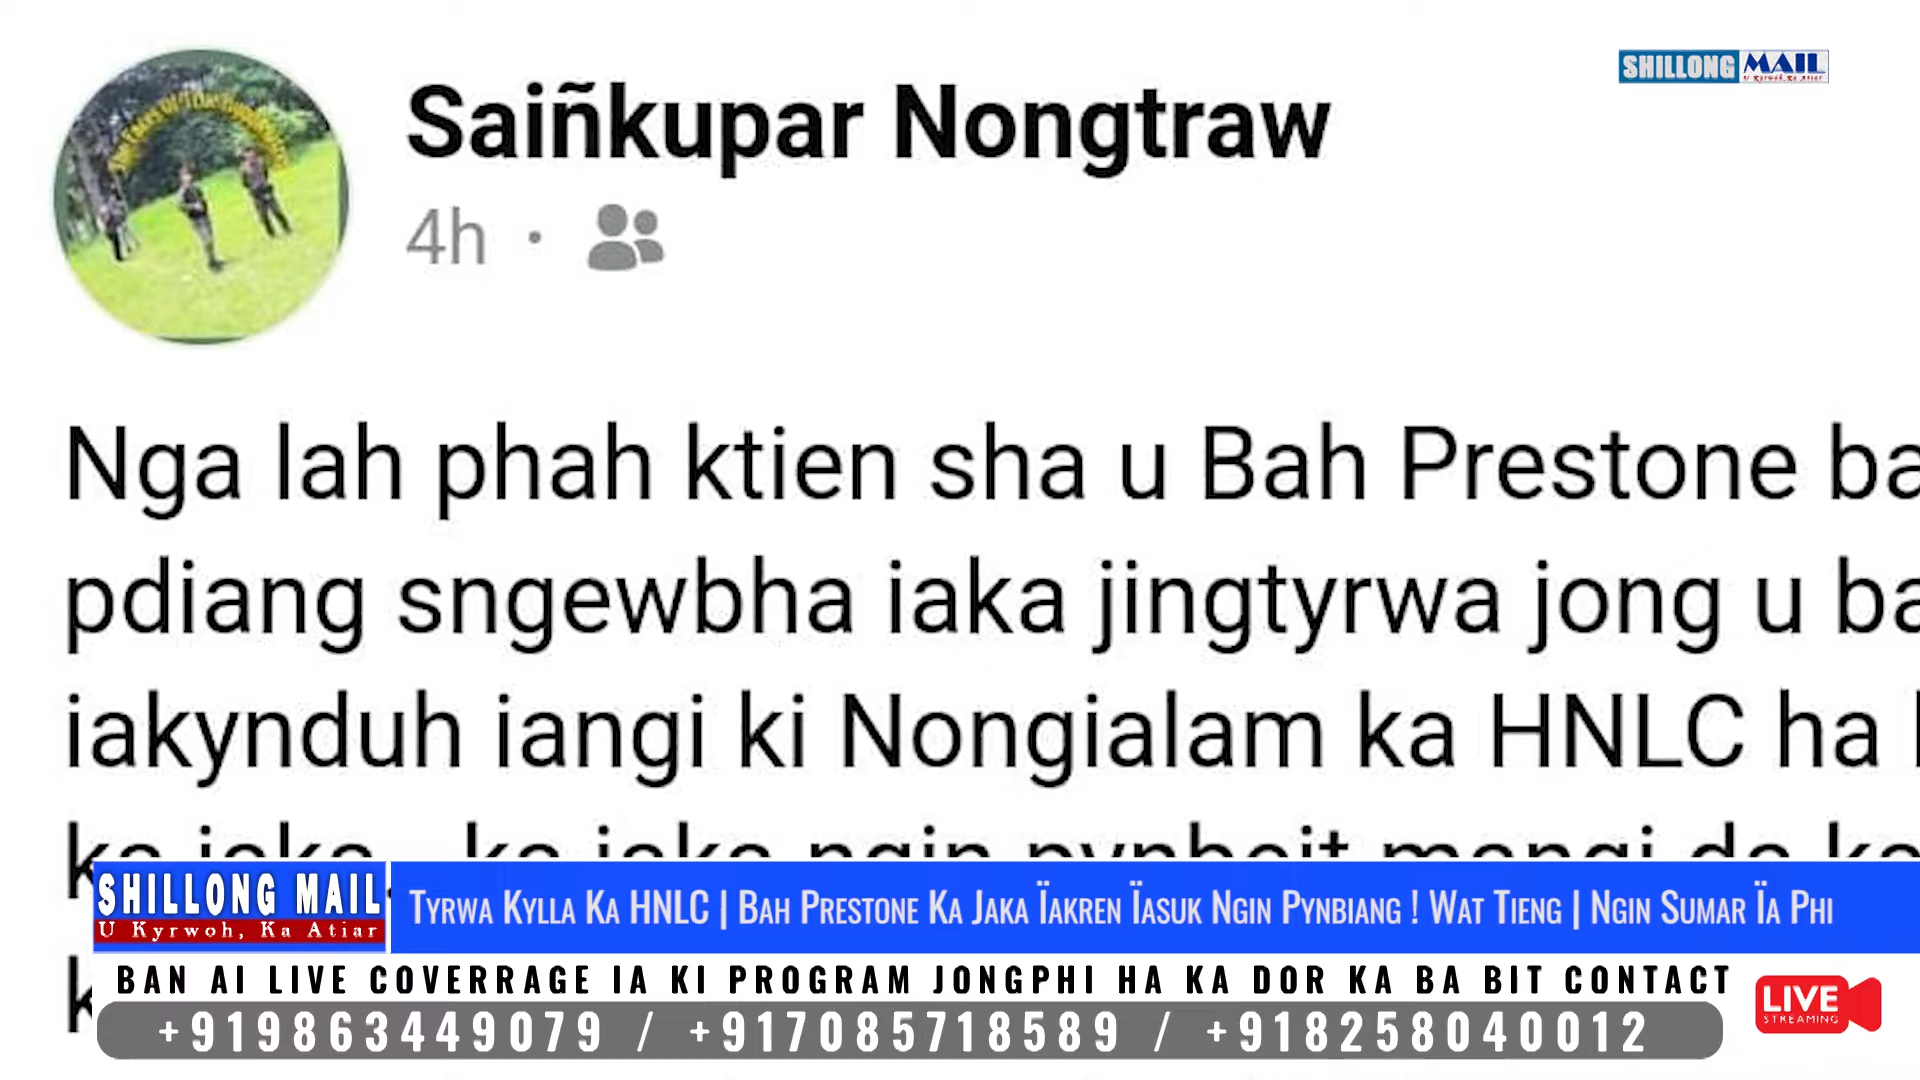 SHILLONG MAIL
U Kyrwoh, Ka Atiar
Saiñkupar Nongtraw
4h ·
Nga lah phah ktien sha u Bah Prestone ba
pdiang sngewbha iaka jingtyrwa jong u ba
iakynduh iangi ki Nongialam ka HNLC ha
SHILLONG MAIL
U Kyrwoh, Ka Atiar
TYRWA KYLLA KA HNLC | BAH PRESTONE KA JAKA ÏAKREN ÏASUK NGIN PYNBIANG ! WAT TIENG | NGIN SUMAR ÏA PHI
BAN AI LIVE COVERRAGE IA KI PROGRAM JONGPHI HA KA DOR KA BA BIT CONTACT
+919863449079 / +917085718589 / +918258040012
LIVE
STREAMING